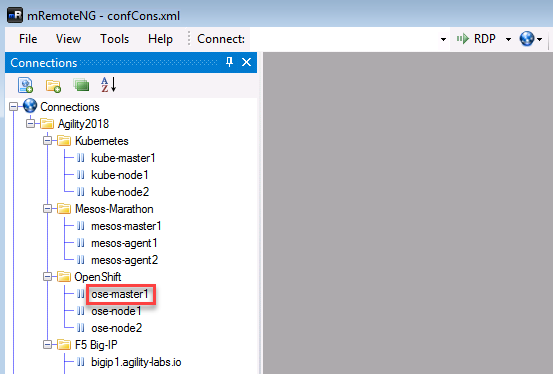 mRemoteNG - confCons.xml
File View Tools Help Connect: RDP
Connections
A Z
Connections
Agility2018
Kubernetes
kube-master1
kube-node1
kube-node2
Mesos-Marathon
mesos-master1
mesos-agent1
mesos-agent2
OpenShift
ose-master1
ose-node1
ose-node2
F5 Big-IP
bigip1.agility-labs.io